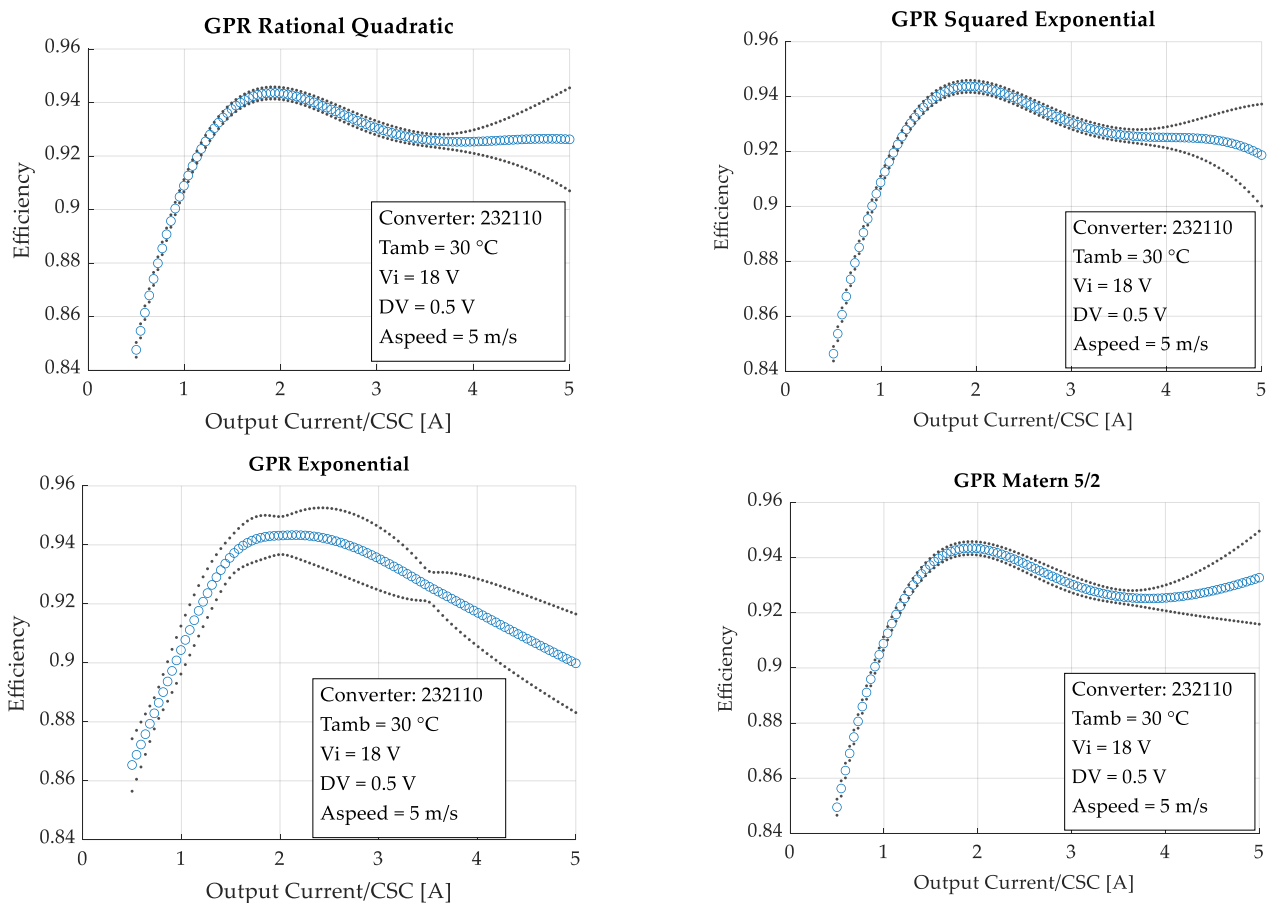 GPR Rational Quadratic
0.96
0.94
0.92
0.9
0.88
0.86
0.84
Efficiency
Converter: 232110
Tamb = 30 °C
Vi = 18 V
DV = 0.5 V
Aspeed = 5 m/s
0 1 2 3 4 5
Output Current/CSC [A]
GPR Squared Exponential
0.96
0.94
0.92
0.9
0.88
0.86
0.84
Efficiency
Converter: 232110
Tamb = 30 °C
Vi = 18 V
DV = 0.5 V
Aspeed = 5 m/s
0 1 2 3 4 5
Output Current/CSC [A]
GPR Exponential
0.96
0.94
0.92
0.9
0.88
0.86
0.84
Efficiency
Converter: 232110
Tamb = 30 °C
Vi = 18 V
DV = 0.5 V
Aspeed = 5 m/s
0 1 2 3 4 5
Output Current/CSC [A]
GPR Matern 5/2
0.96
0.94
0.92
0.9
0.88
0.86
0.84
Efficiency
Converter: 232110
Tamb = 30 °C
Vi = 18 V
DV = 0.5 V
Aspeed = 5 m/s
0 1 2 3 4 5
Output Current/CSC [A]